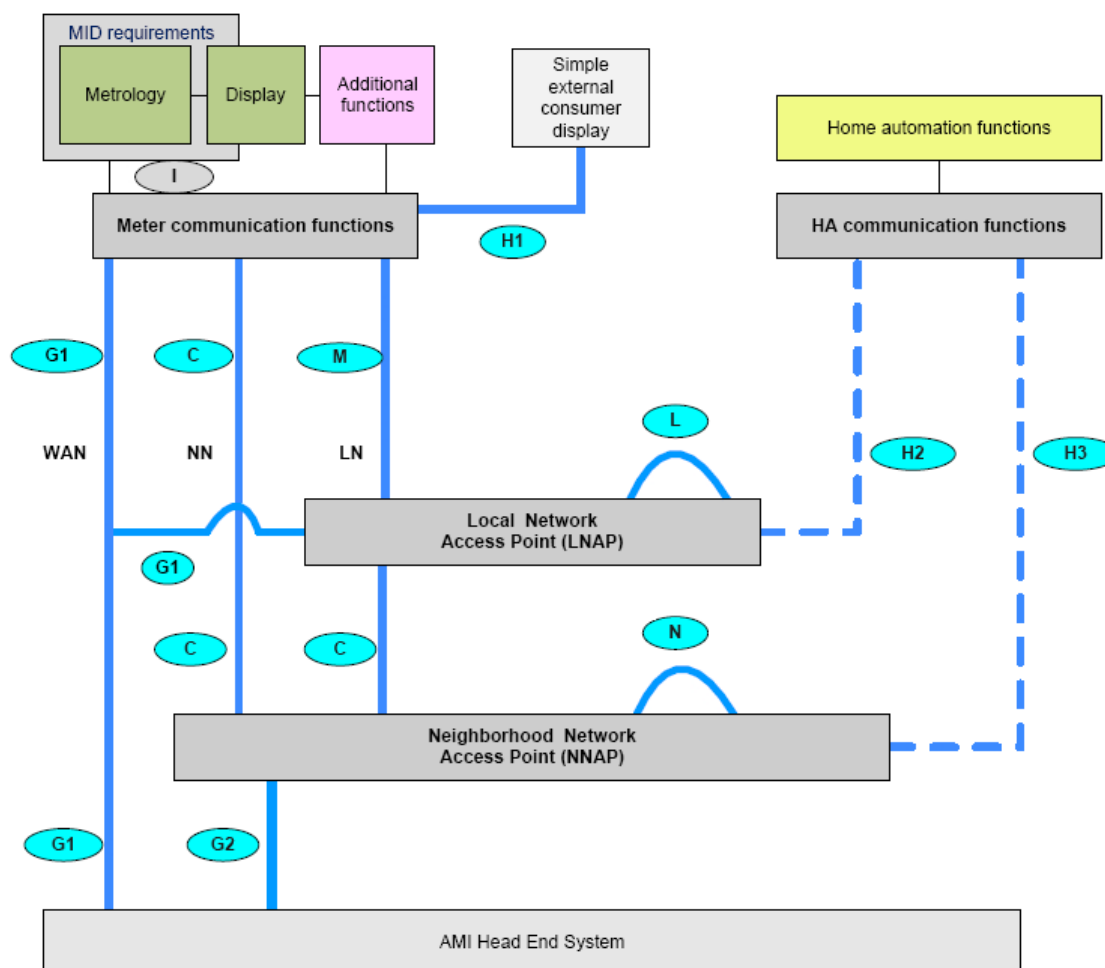 MID requirements
Metrology
Display
Additional
functions
Simple
external
consumer
display
Home automation functions
I
Meter communication functions
H1
HA communication functions
G1
C
M
L
WAN
NN
LN
H2
H3
Local Network
Access Point (LNAP)
G1
C
C
N
Neighborhood Network
Access Point (NNAP)
G1
G2
AMI Head End System